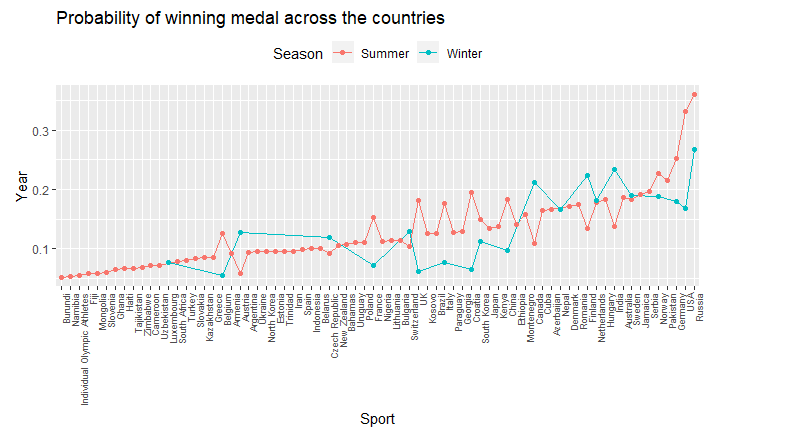 Probability of winning medal across the countries
Season Summer Winter
Year
0.3
0.2
0.1
Burundi
Namibia
Individual Olympic Athletes
Fiji
Mongolia
Slovenia
Ghana
Haiti
Tajikistan
Zimbabwe
Cameroon
Uzbekistan
Luxembourg
South Africa
Turkey
Slovakia
Kazakhstan
Greece
Belgium
Armenia
Austria
Argentina
Ukraine
North Korea
Estonia
Trinidad
Iran
Spain
Indonesia
Belarus
Czech Republic
New Zealand
Bahamas
Uruguay
Poland
France
Nigeria
Lithuania
Bulgaria
Switzerland
UK
Kosovo
Brazil
Italy
Paraguay
Georgia
Croatia
South Korea
Japan
Kenya
China
Ethiopia
Montenegro
Canada
Cuba
Azerbaijan
Nepal
Denmark
Romania
Finland
Netherlands
Hungary
India
Australia
Sweden
Jamaica
Serbia
Norway
Pakistan
Germany
USA
Russia
Sport